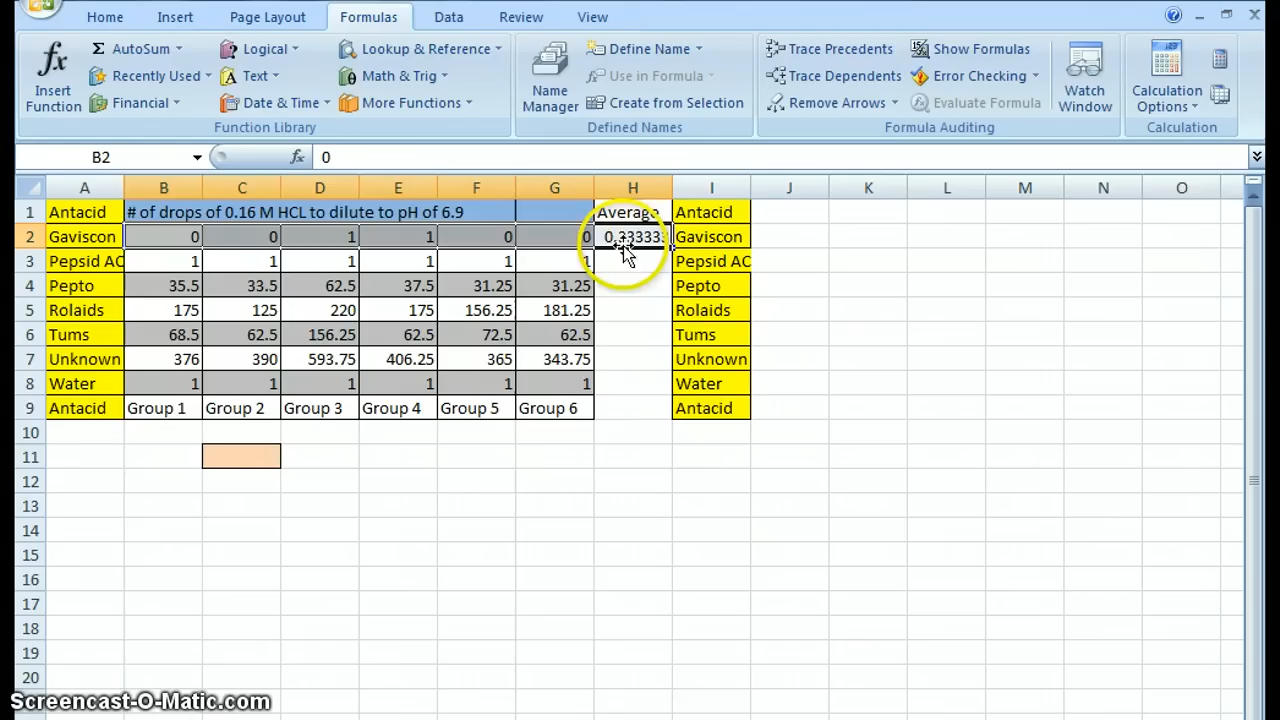 Home Insert Page Layout Formulas Data Review View
fx Σ AutoSum Logical Lookup & Reference Define Name Trace Precedents Show Formulas
Recently Used Text Math & Trig Use in Formula Trace Dependents Error Checking
Insert Function Financial Date & Time More Functions Name Manager Create from Selection Remove Arrows Evaluate Formula Watch Window Calculation Options
Function Library Defined Names Formula Auditing Calculation
B2 fx 0
A B C D E F G H I J K L M N O
1 Antacid # of drops of 0.16 M HCL to dilute to pH of 6.9 Average Antacid
2 Gaviscon 0 0 1 1 0 0 0.333333 Gaviscon
3 Pepsid AC 1 1 1 1 1 1 Pepsid AC
4 Pepto 35.5 33.5 62.5 37.5 31.25 31.25 Pepto
5 Rolaids 175 125 220 175 156.25 181.25 Rolaids
6 Tums 68.5 62.5 156.25 62.5 72.5 62.5 Tums
7 Unknown 376 390 593.75 406.25 365 343.75 Unknown
8 Water 1 1 1 1 1 1 Water
9 Antacid Group 1 Group 2 Group 3 Group 4 Group 5 Group 6 Antacid
10
11
12
13
14
15
16
17
18
19
20
Screencast-O-Matic.com